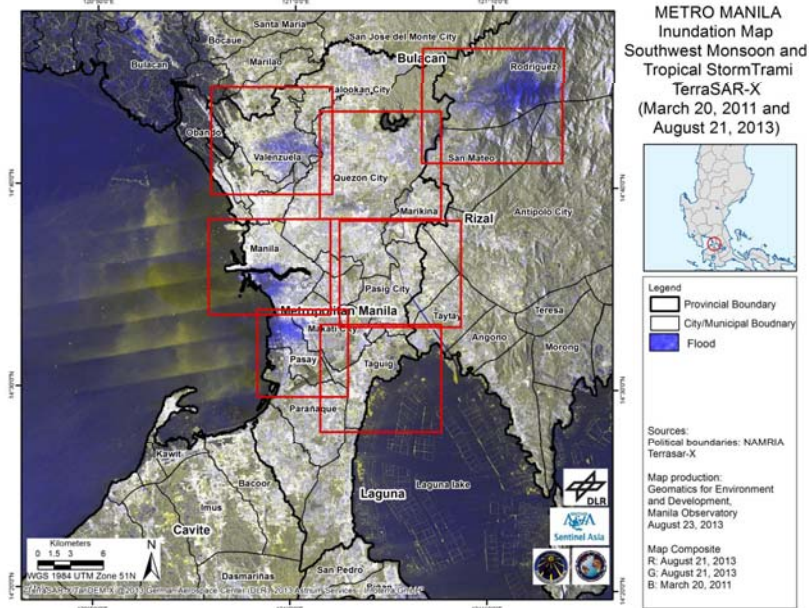 METRO MANILA
Inundation Map
Southwest Monsoon and
Tropical StormTrami
TerraSAR-X
(March 20, 2011 and
August 21, 2013)
Legend
Provincial Boundary
City/Municipal Boudnary
Flood
Sources:
Political boundaries: NAMRIA
Terrasar-X
Map production:
Geomatics for Environment
and Development,
Manila Observatory
August 23, 2013
Map Composite
R: August 21, 2013
G: August 21, 2013
B: March 20, 2011
Santa Maria
Bocaue
San Jose del Monte City
Bulacan
Marilao
Bulacan
Rodriguez
Kalookan City
Obando
Valenzuela
San Mateo
Quezon City
Marikina
Rizal
Antipolo City
Manila
Pasig City
Metropolitan Manila
Taytay
Teresa
Makati City
Angono
Morong
Pasay
Taguig
Parañaque
Kawit
Bacoor
Laguna
Laguna lake
Imus
Cavite
DLR
Sentinel Asia
Kilometers
0 1.5 3 6
N
WGS 1984 UTM Zone 51N
Dasmariñas
San Pedro